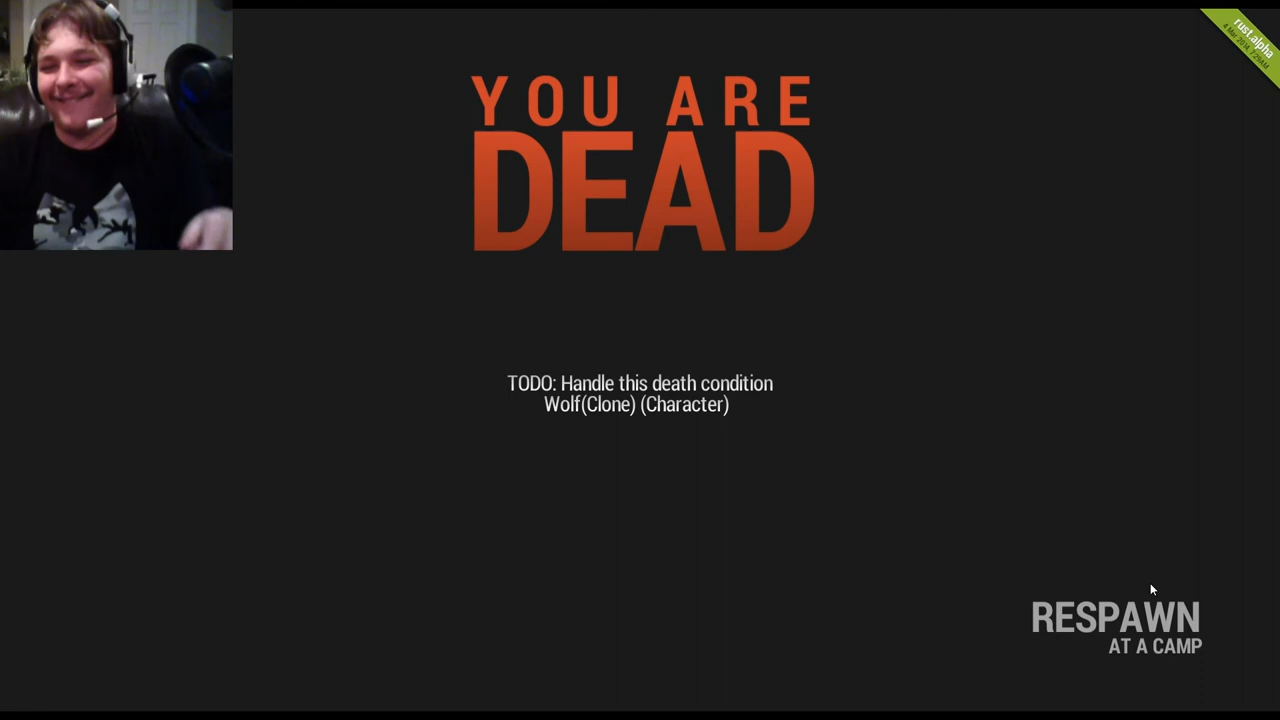 rust.alpha
YOU ARE
DEAD
TODO: Handle this death condition
Wolf(Clone) (Character)
RESPAWN
AT A CAMP